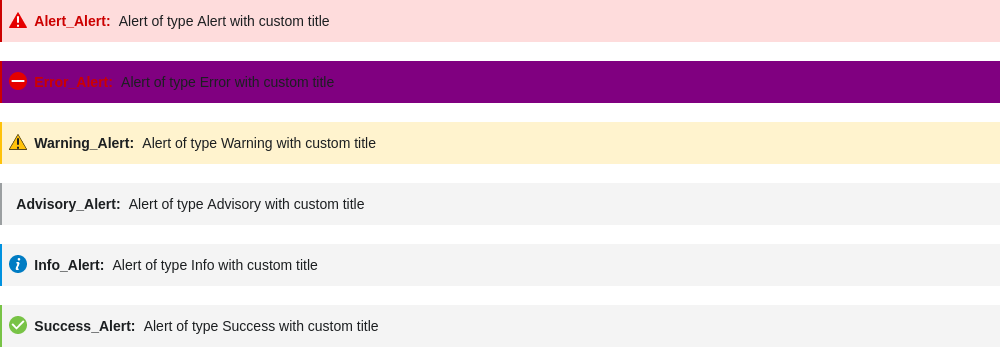 Alert_Alert: Alert of type Alert with custom title
Error_Alert: Alert of type Error with custom title
Warning_Alert: Alert of type Warning with custom title
Advisory_Alert: Alert of type Advisory with custom title
Info_Alert: Alert of type Info with custom title
Success_Alert: Alert of type Success with custom title